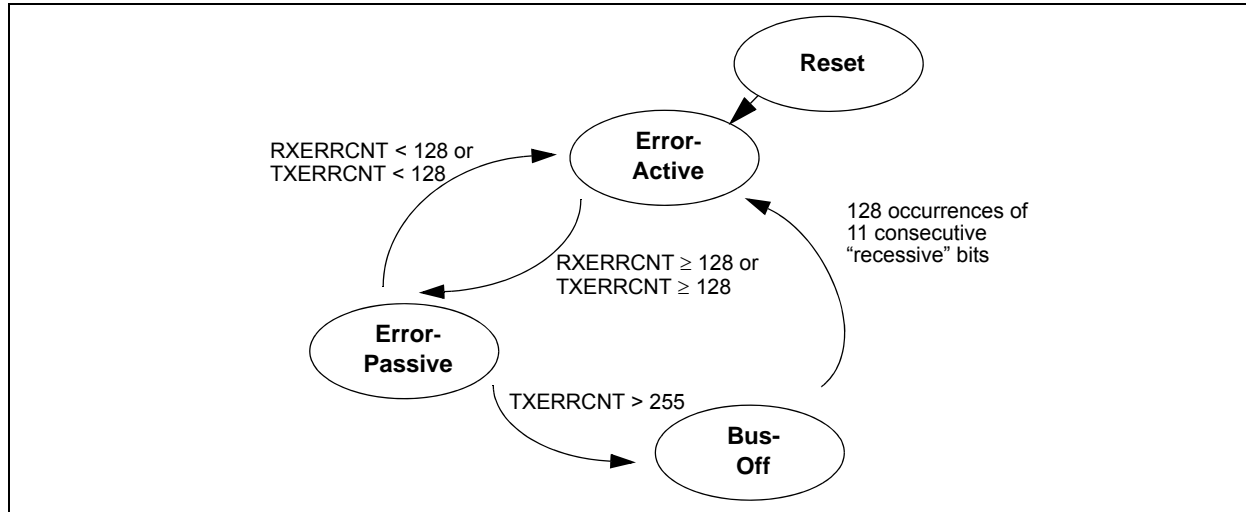 Reset
Error-
Active
RXERRCNT < 128 or
TXERRCNT < 128
128 occurrences of
11 consecutive
“recessive” bits
RXERRCNT ≥ 128 or
TXERRCNT ≥ 128
Error-
Passive
TXERRCNT > 255
Bus-
Off